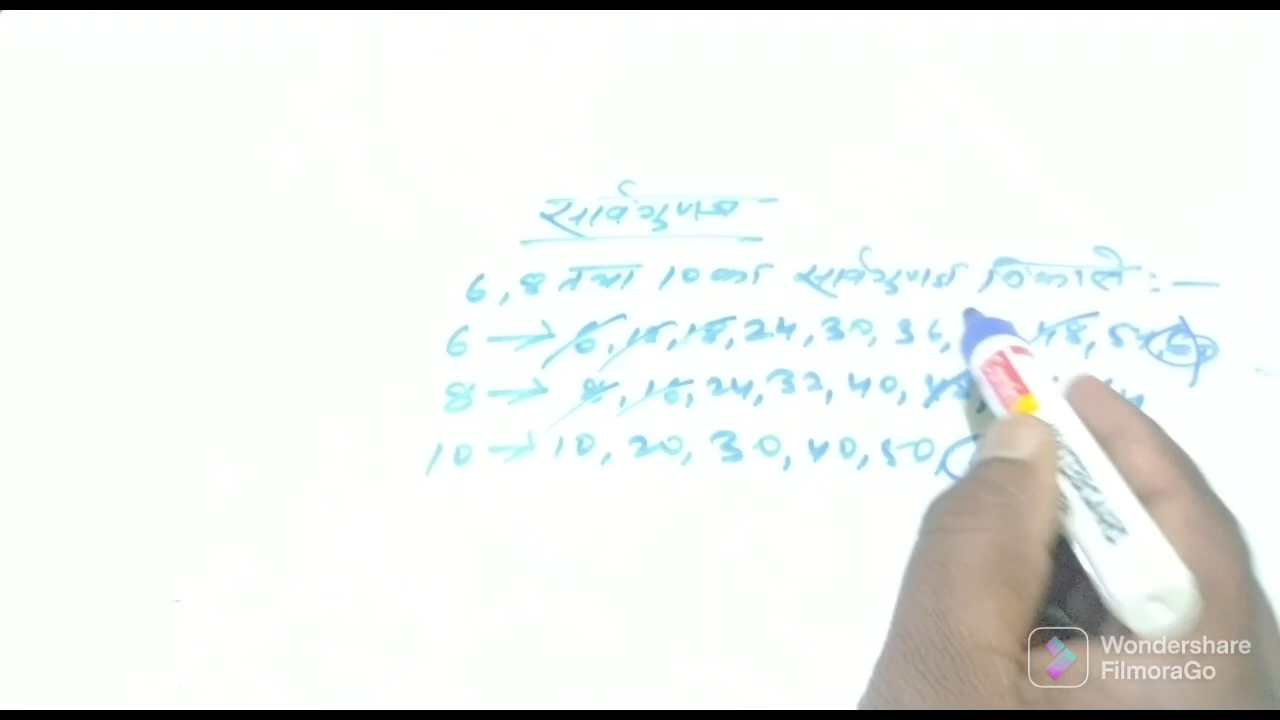 सार्वगुणज
6, 8 तथा 10 का सार्वगुणज निकाले : —
6 → 6, 12, 18, 24, 30, 36, 48, 54, 60
8 → 8, 16, 24, 32, 40, 48, 64
10 → 10, 20, 30, 40, 50,
Wondershare
FilmoraGo